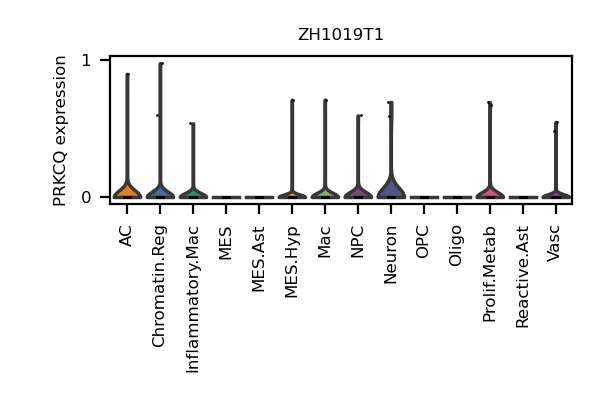 ZH1019T1
PRKCQ expression
1
0
AC
Chromatin.Reg
Inflammatory.Mac
MES
MES.Ast
MES.Hyp
Mac
NPC
Neuron
OPC
Oligo
Prolif.Metab
Reactive.Ast
Vasc